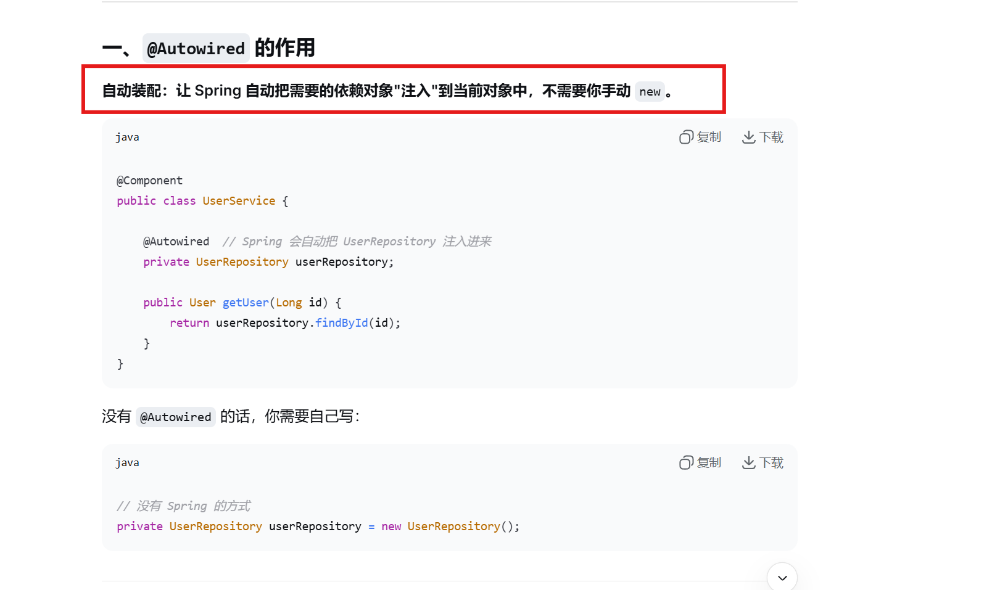 一、 @Autowired 的作用
自动装配：让 Spring 自动把需要的依赖对象"注入"到当前对象中，不需要你手动 new 。
java
复制 下载
@Component
public class UserService {
    @Autowired  // Spring 会自动把 UserRepository 注入进来
    private UserRepository userRepository;
    public User getUser(Long id) {
        return userRepository.findById(id);
    }
}
没有 @Autowired 的话，你需要自己写：
java
复制 下载
// 没有 Spring 的方式
private UserRepository userRepository = new UserRepository();